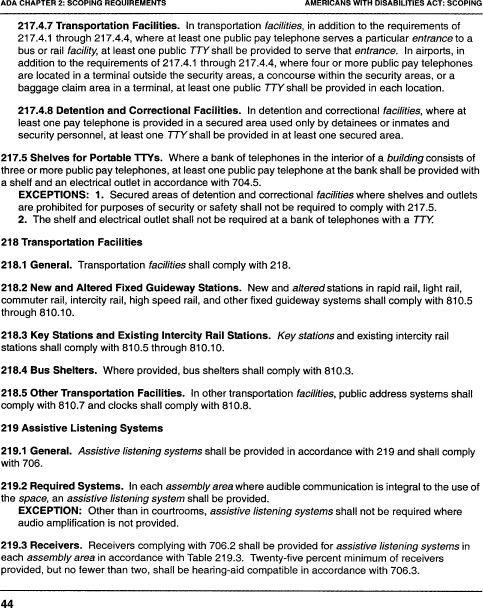 ADA CHAPTER 2: SCOPING REQUIREMENTS AMERICANS WITH DISABILITIES ACT: SCOPING
217.4.7 Transportation Facilities. In transportation facilities, in addition to the requirements of
217.4.1 through 217.4.4, where at least one public pay telephone serves a particular entrance to a
bus or rail facility, at least one public TTY shall be provided to serve that entrance. In airports, in
addition to the requirements of 217.4.1 through 217.4.4, where four or more public pay telephones
are located in a terminal outside the security areas, a concourse within the security areas, or a
baggage claim area in a terminal, at least one public TTY shall be provided in each location.
217.4.8 Detention and Correctional Facilities. In detention and correctional facilities, where at
least one pay telephone is provided in a secured area used only by detainees or inmates and
security personnel, at least one TTY shall be provided in at least one secured area.
217.5 Shelves for Portable TTYs. Where a bank of telephones in the interior of a building consists of
three or more public pay telephones, at least one public pay telephone at the bank shall be provided with
a shelf and an electrical outlet in accordance with 704.5.
EXCEPTIONS: 1. Secured areas of detention and correctional facilities where shelves and outlets
are prohibited for purposes of security or safety shall not be required to comply with 217.5.
2. The shelf and electrical outlet shall not be required at a bank of telephones with a TTY.
218 Transportation Facilities
218.1 General. Transportation facilities shall comply with 218.
218.2 New and Altered Fixed Guideway Stations. New and altered stations in rapid rail, light rail,
commuter rail, intercity rail, high speed rail, and other fixed guideway systems shall comply with 810.5
through 810.10.
218.3 Key Stations and Existing Intercity Rail Stations. Key stations and existing intercity rail
stations shall comply with 810.5 through 810.10.
218.4 Bus Shelters. Where provided, bus shelters shall comply with 810.3.
218.5 Other Transportation Facilities. In other transportation facilities, public address systems shall
comply with 810.7 and clocks shall comply with 810.8.
219 Assistive Listening Systems
219.1 General. Assistive listening systems shall be provided in accordance with 219 and shall comply
with 706.
219.2 Required Systems. In each assembly area where audible communication is integral to the use of
the space, an assistive listening system shall be provided.
EXCEPTION: Other than in courtrooms, assistive listening systems shall not be required where
audio amplification is not provided.
219.3 Receivers. Receivers complying with 706.2 shall be provided for assistive listening systems in
each assembly area in accordance with Table 219.3. Twenty-five percent minimum of receivers
provided, but no fewer than two, shall be hearing-aid compatible in accordance with 706.3.
44